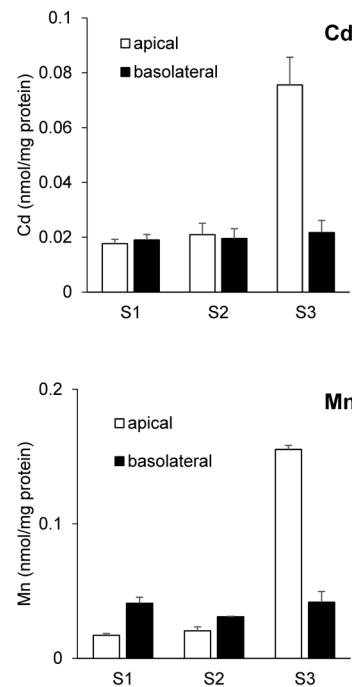 Cd
apical
basolateral
Cd (nmol/mg protein)
0.1
0.08
0.06
0.04
0.02
0
S1 S2 S3
Mn
apical
basolateral
Mn (nmol/mg protein)
0.2
0.1
0
S1 S2 S3